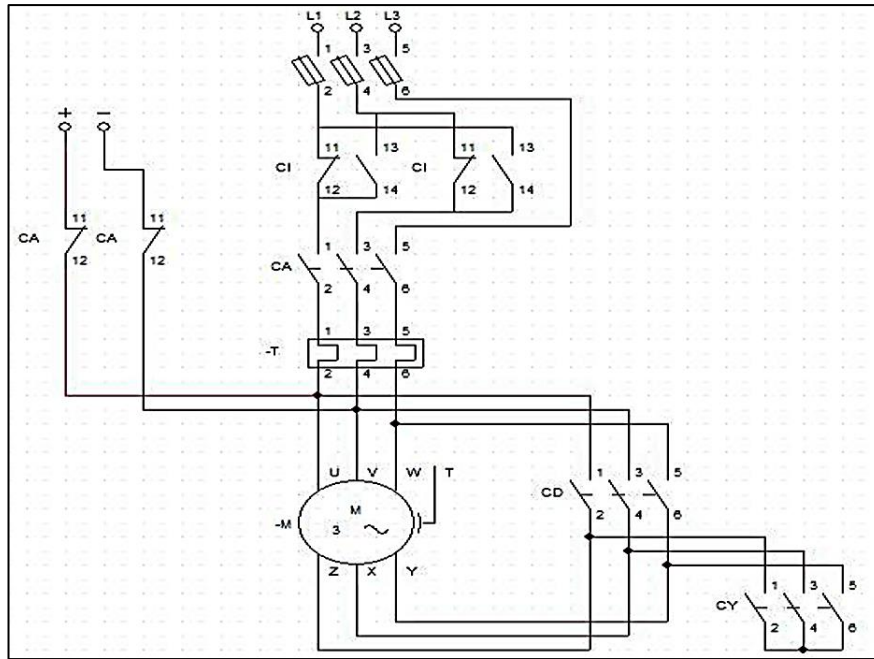 L1 L2 L3
1 3 5
2 4 6
+ −
11 13 11 13
CI CI
12 14 12 14
11 11
CA CA
12 12
1 3 5
CA
2 4 6
1 3 5
-T
2 4 6
U V W T
M
-M 3
Z X Y
1 3 5
CD
2 4 6
1 3 5
CY
2 4 6